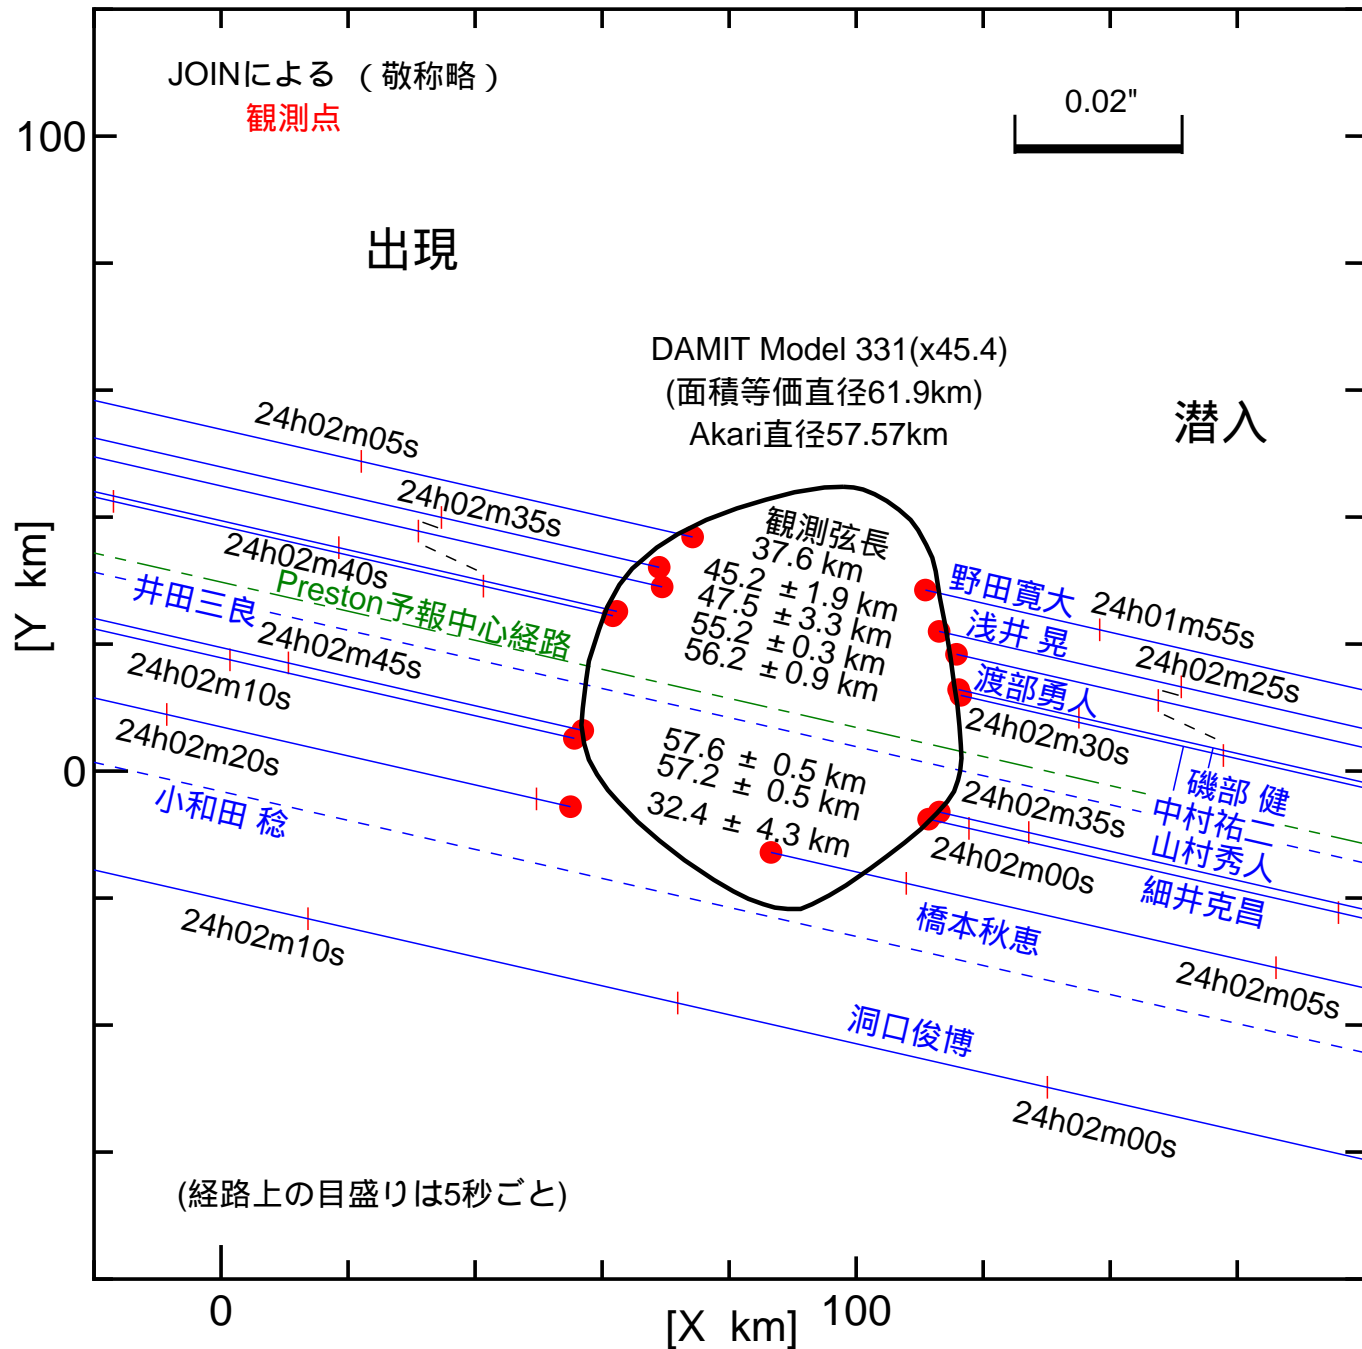 JOINによる （敬称略）
観測点
0.02"
100
出現
DAMIT Model 331(x45.4)
(面積等価直径61.9km)
Akari直径57.57km
潜入
24h02m05s
24h02m35s
24h02m40s
Preston予報中心経路
井田三良
24h02m45s
24h02m10s
24h02m20s
小和田 稔
24h02m10s
観測弦長
37.6 km
45.2 ±1.9 km
47.5 ±3.3 km
55.2 ±0.3 km
56.2 ±0.9 km
57.6 ± 0.5 km
57.2 ± 0.5 km
32.4 ± 4.3 km
野田寛大
24h01m55s
浅井 晃
24h02m25s
渡部勇人
24h02m30s
磯部 健
中村祐二
山村秀人
24h02m35s
24h02m00s
細井克昌
橋本秋恵
24h02m05s
洞口俊博
24h02m00s
[Y km]
0
(経路上の目盛りは5秒ごと)
0
100
[X km]